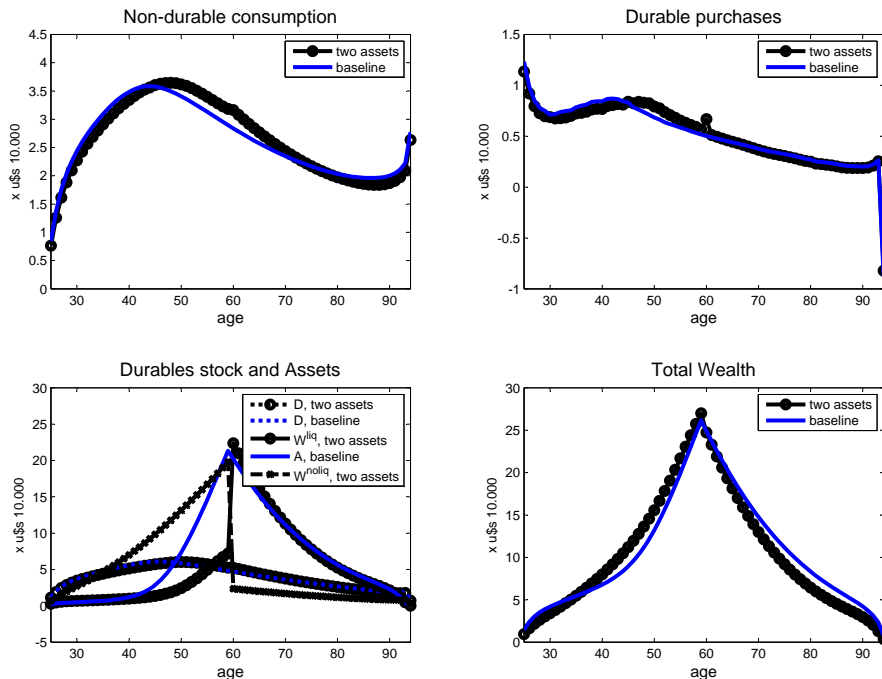 Non-durable consumption
4.5
4
3.5
3
2.5
2
1.5
1
0.5
0
x u$s 10.000
30 40 50 60 70 80 90
age
two assets
baseline
Durable purchases
1.5
1
0.5
0
-0.5
-1
x u$s 10.000
30 40 50 60 70 80 90
age
two assets
baseline
Durables stock and Assets
30
25
20
15
10
5
0
-5
x u$s 10.000
30 40 50 60 70 80 90
age
D, two assets
D, baseline
W^liq, two assets
A, baseline
W^noliq, two assets
Total Wealth
30
25
20
15
10
5
0
x u$s 10.000
30 40 50 60 70 80 90
age
two assets
baseline